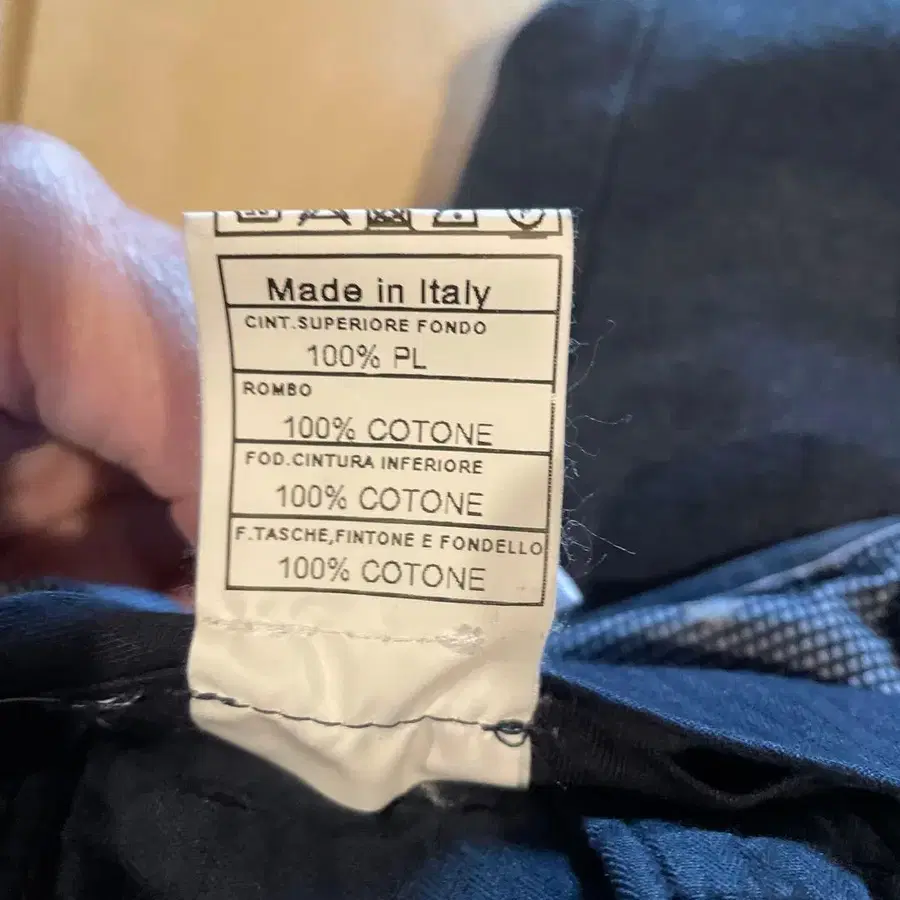 Made in Italy
CINT.SUPERIORE FONDO
100% PL
ROMBO
100% COTONE
FOD.CINTURA INFERIORE
100% COTONE
F.TASCHE,FINTONE E FONDELLO
100% COTONE